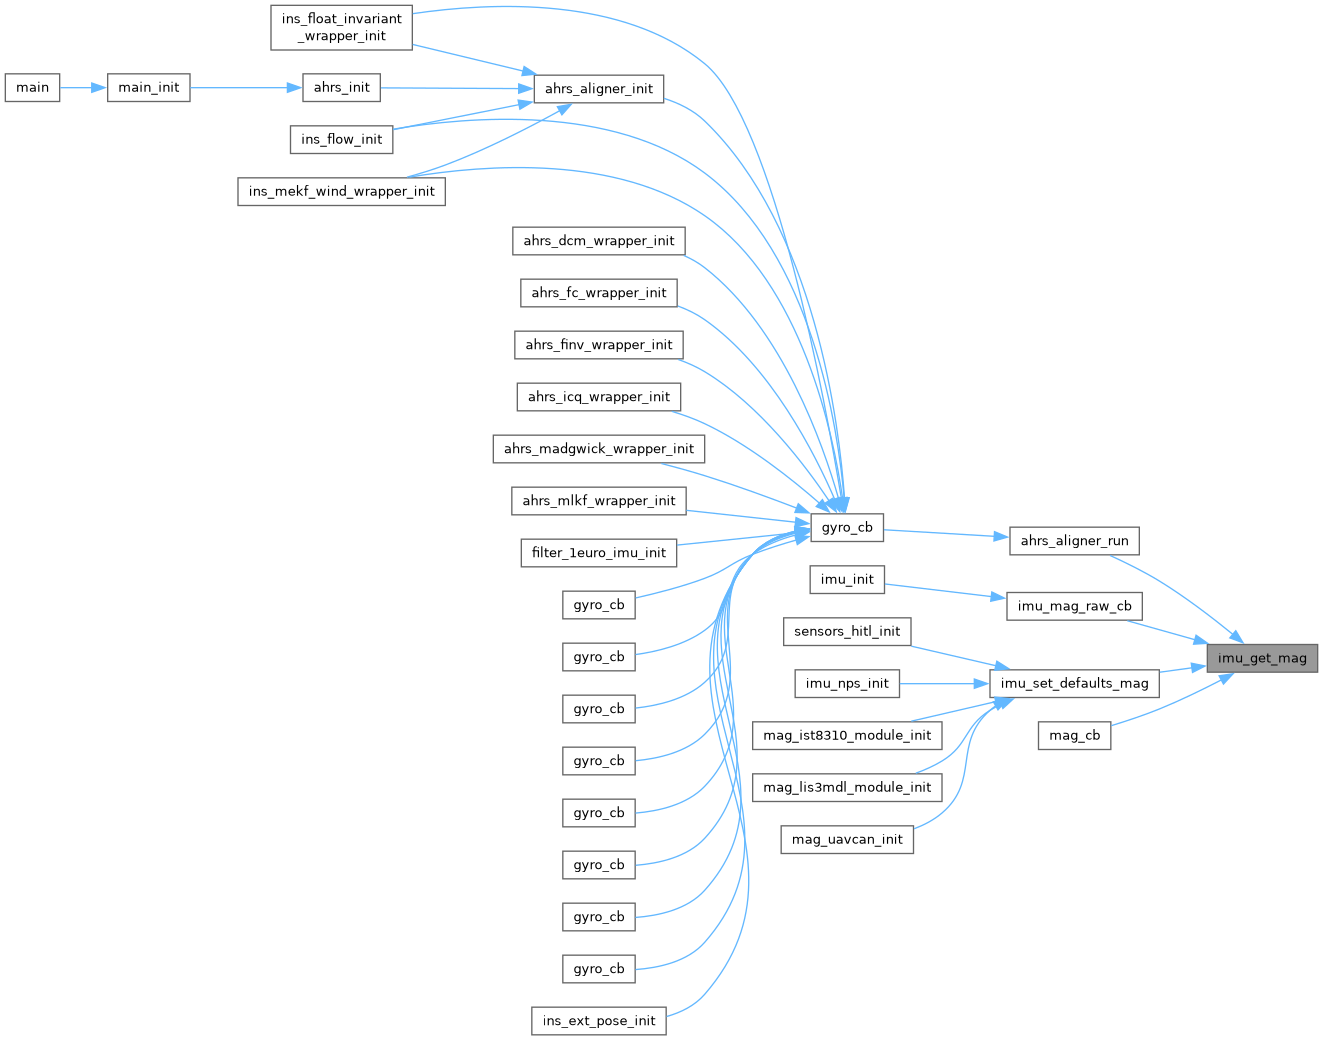 ins_float_invariant
_wrapper_init
main
main_init
ahrs_init
ahrs_aligner_init
ins_flow_init
ins_mekf_wind_wrapper_init
ahrs_dcm_wrapper_init
ahrs_fc_wrapper_init
ahrs_finv_wrapper_init
ahrs_icq_wrapper_init
ahrs_madgwick_wrapper_init
ahrs_mlkf_wrapper_init
filter_1euro_imu_init
gyro_cb
gyro_cb
gyro_cb
gyro_cb
gyro_cb
gyro_cb
gyro_cb
gyro_cb
ins_ext_pose_init
gyro_cb
ahrs_aligner_run
imu_init
imu_mag_raw_cb
sensors_hitl_init
imu_nps_init
imu_set_defaults_mag
mag_ist8310_module_init
mag_cb
mag_lis3mdl_module_init
mag_uavcan_init
imu_get_mag